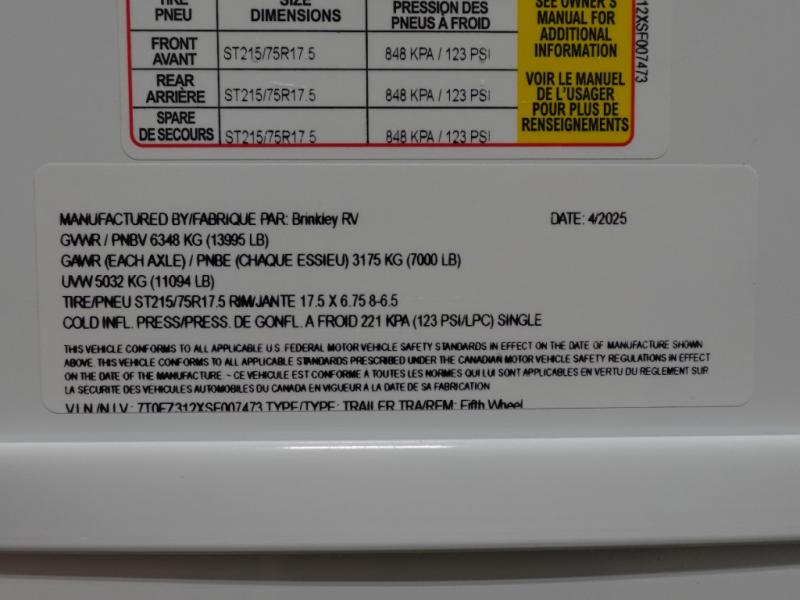 TIRE SIZE PRESSION DES SEE OWNER'S
PNEU DIMENSIONS PNEUS À FROID MANUAL FOR
ADDITIONAL
INFORMATION
FRONT
AVANT ST215/75R17.5 848 KPA / 123 PSI
REAR
ARRIÈRE ST215/75R17.5 848 KPA / 123 PSI
SPARE
DE SECOURS ST215/75R17.5 848 KPA / 123 PSI
VOIR LE MANUEL
DE L'USAGER
POUR PLUS DE
RENSEIGNEMENTS
12XSF007473
MANUFACTURED BY/FABRIQUE PAR: Brinkley RV DATE: 4/2025
GVWR / PNBV 6348 KG (13995 LB)
GAWR (EACH AXLE) / PNBE (CHAQUE ESSIEU) 3175 KG (7000 LB)
UVW 5032 KG (11094 LB)
TIRE/PNEU ST215/75R17.5 RIM/JANTE 17.5 X 6.75 8-6.5
COLD INFL. PRESS/PRESS. DE GONFL. A FROID 221 KPA (123 PSI/LPC) SINGLE
THIS VEHICLE CONFORMS TO ALL APPLICABLE U.S. FEDERAL MOTOR VEHICLE SAFETY STANDARDS IN EFFECT ON THE DATE OF MANUFACTURE SHOWN
ABOVE. THIS VEHICLE CONFORMS TO ALL APPLICABLE STANDARDS PRESCRIBED UNDER THE CANADIAN MOTOR VEHICLE SAFETY REGULATIONS IN EFFECT
ON THE DATE OF THE MANUFACTURE ~ CE VEHICULE EST CONFORME A TOUTES LES NORMES QUI LUI SONT APPLICABLES EN VERTU DU REGLEMENT SUR
LA SECURITE DES VEHICULES AUTOMOBILES DU CANADA EN VIGUEUR A LA DATE DE SA FABRICATION
V.I.N./N.I.V.: 7T0FZ312XSF007473 TYPE/TYPE: TRAILER TRA/REM: Fifth Wheel